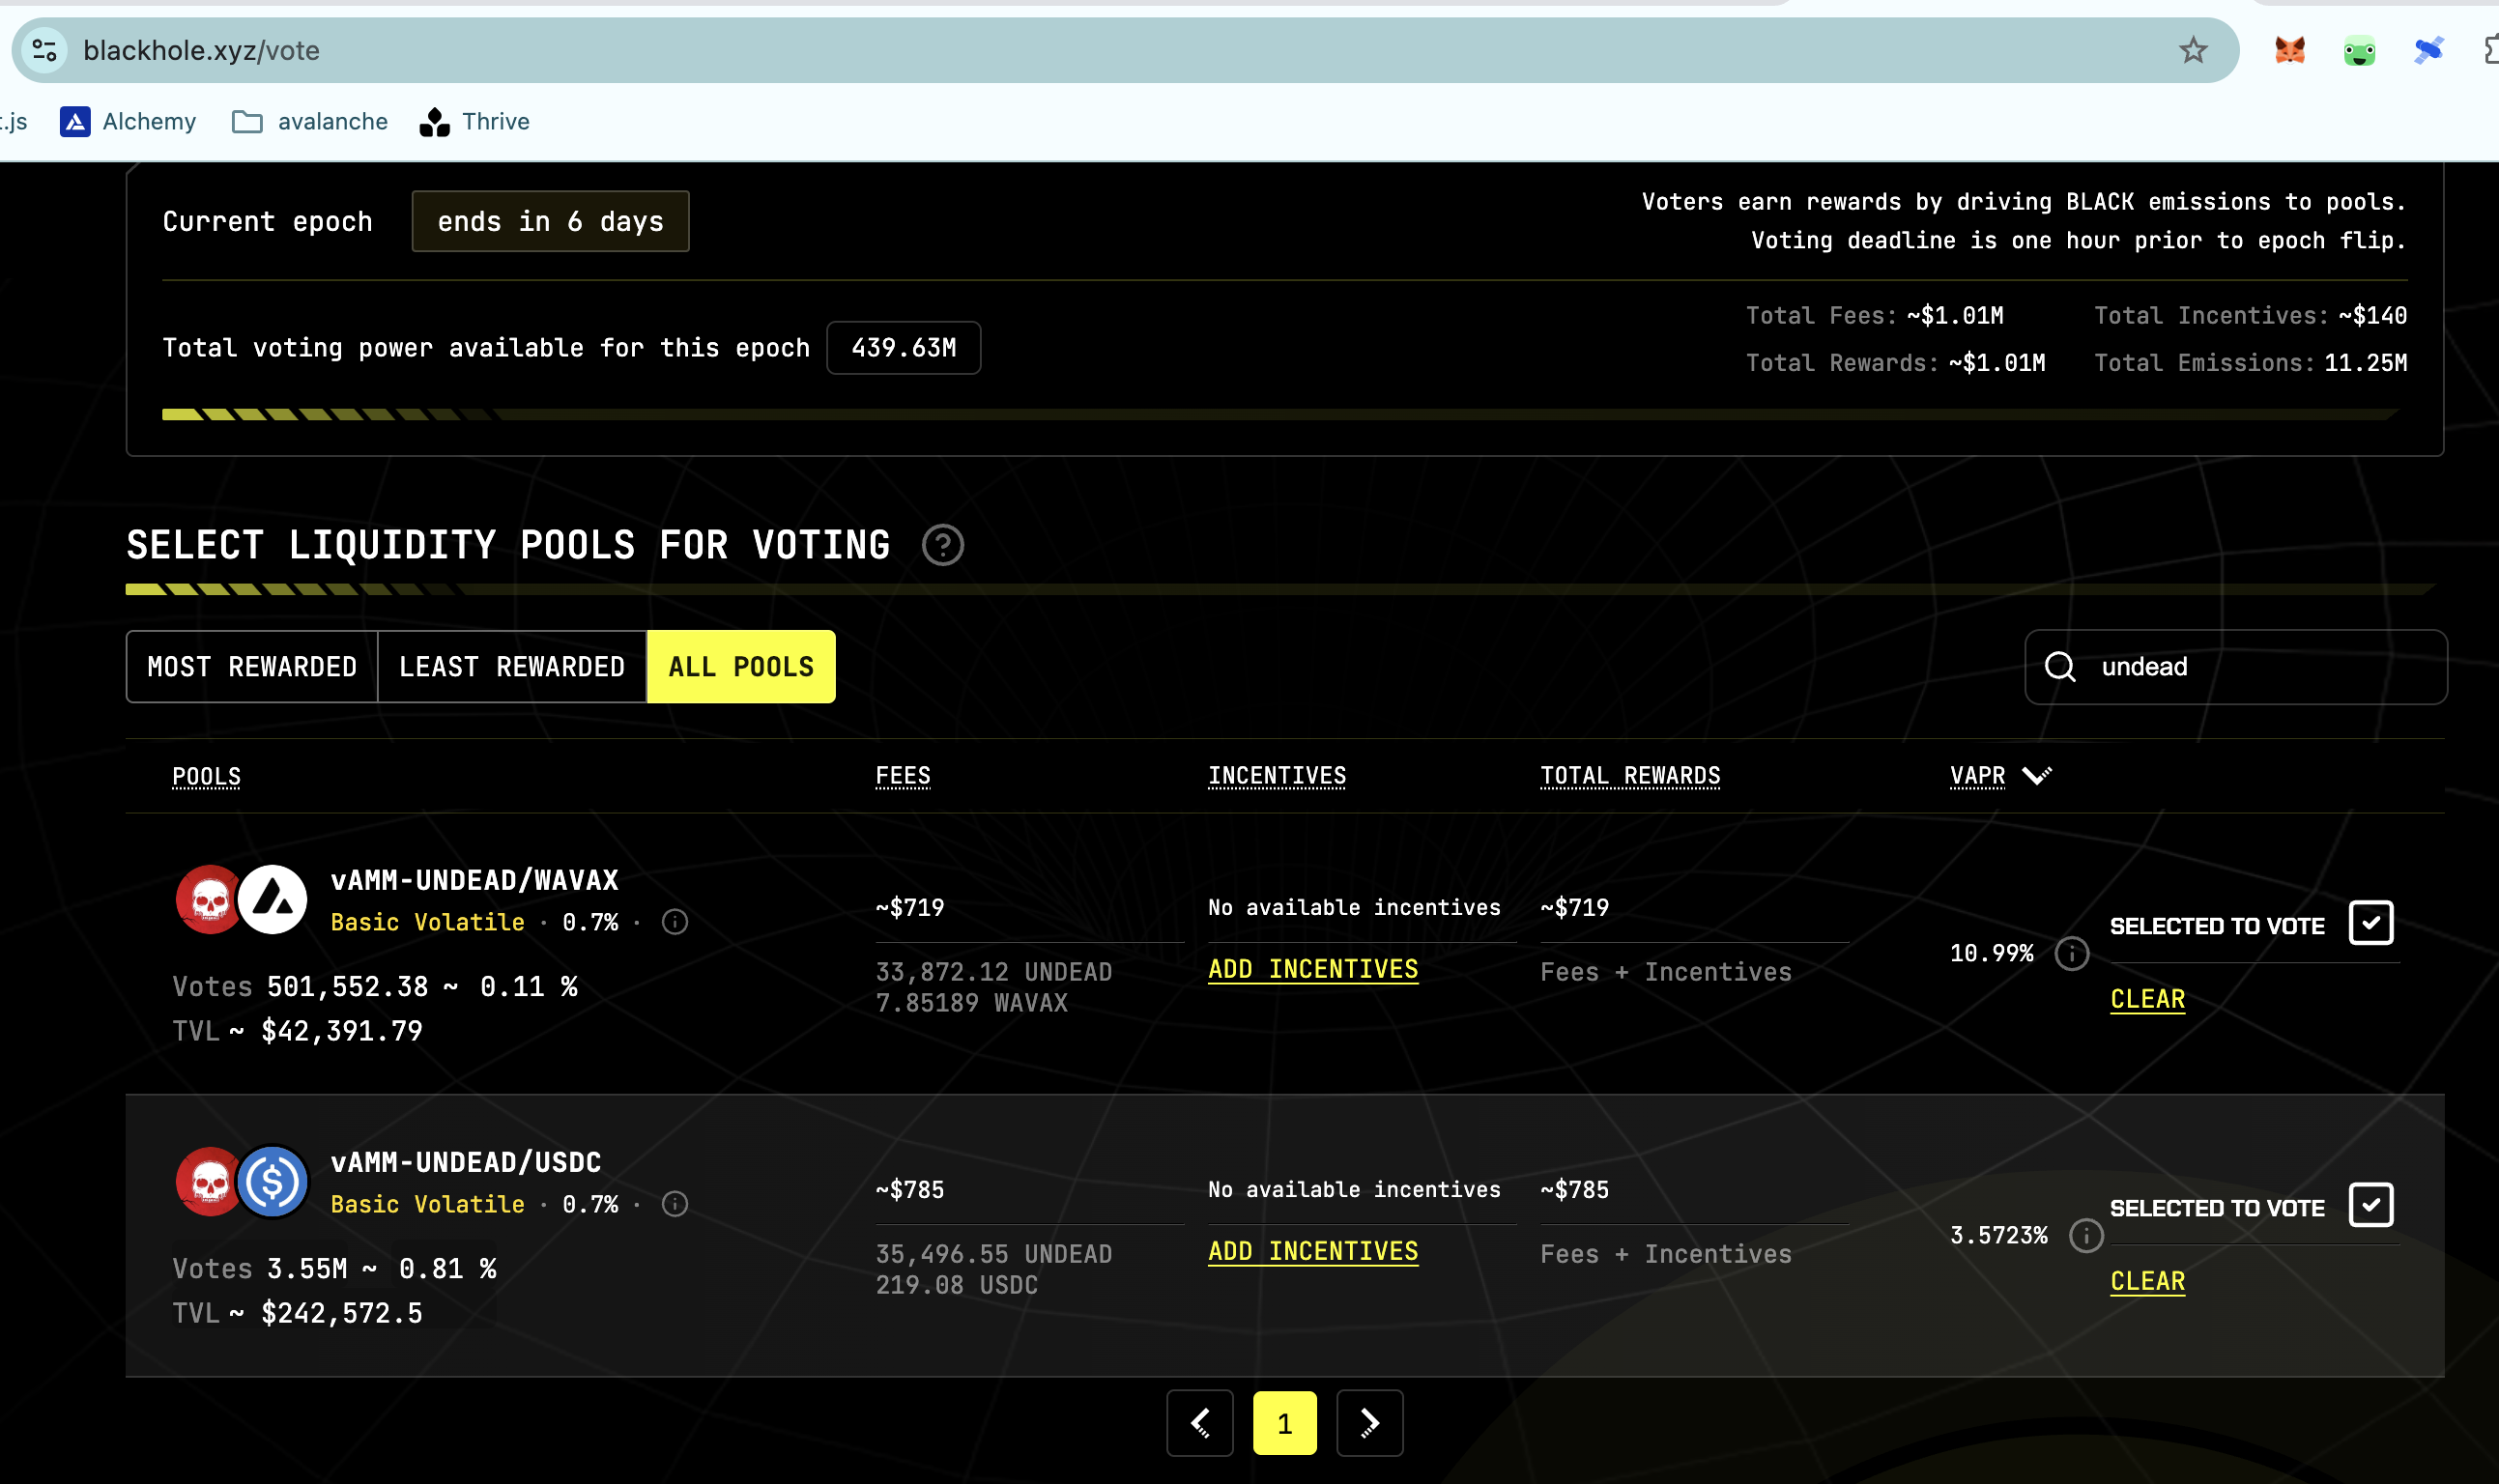 blackhole.xyz/vote
t.js
Alchemy
avalanche
Thrive
Current epoch
ends in 6 days
Voters earn rewards by driving BLACK emissions to pools.
Voting deadline is one hour prior to epoch flip.
Total voting power available for this epoch 439.63M
Total Fees: ~$1.01M Total Incentives: ~$140
Total Rewards: ~$1.01M Total Emissions: 11.25M
SELECT LIQUIDITY POOLS FOR VOTING ?
MOST REWARDED LEAST REWARDED ALL POOLS
undead
POOLS FEES INCENTIVES TOTAL REWARDS VAPR
vAMM-UNDEAD/WAVAX
Basic Volatile · 0.7% ·
Votes 501,552.38 ~ 0.11 %
TVL ~ $42,391.79
~$719
33,872.12 UNDEAD
7.85189 WAVAX
No available incentives
ADD INCENTIVES
~$719
Fees + Incentives
10.99%
SELECTED TO VOTE
CLEAR
vAMM-UNDEAD/USDC
Basic Volatile · 0.7% ·
Votes 3.55M ~ 0.81 %
TVL ~ $242,572.5
~$785
35,496.55 UNDEAD
219.08 USDC
No available incentives
ADD INCENTIVES
~$785
Fees + Incentives
3.5723%
SELECTED TO VOTE
CLEAR
1